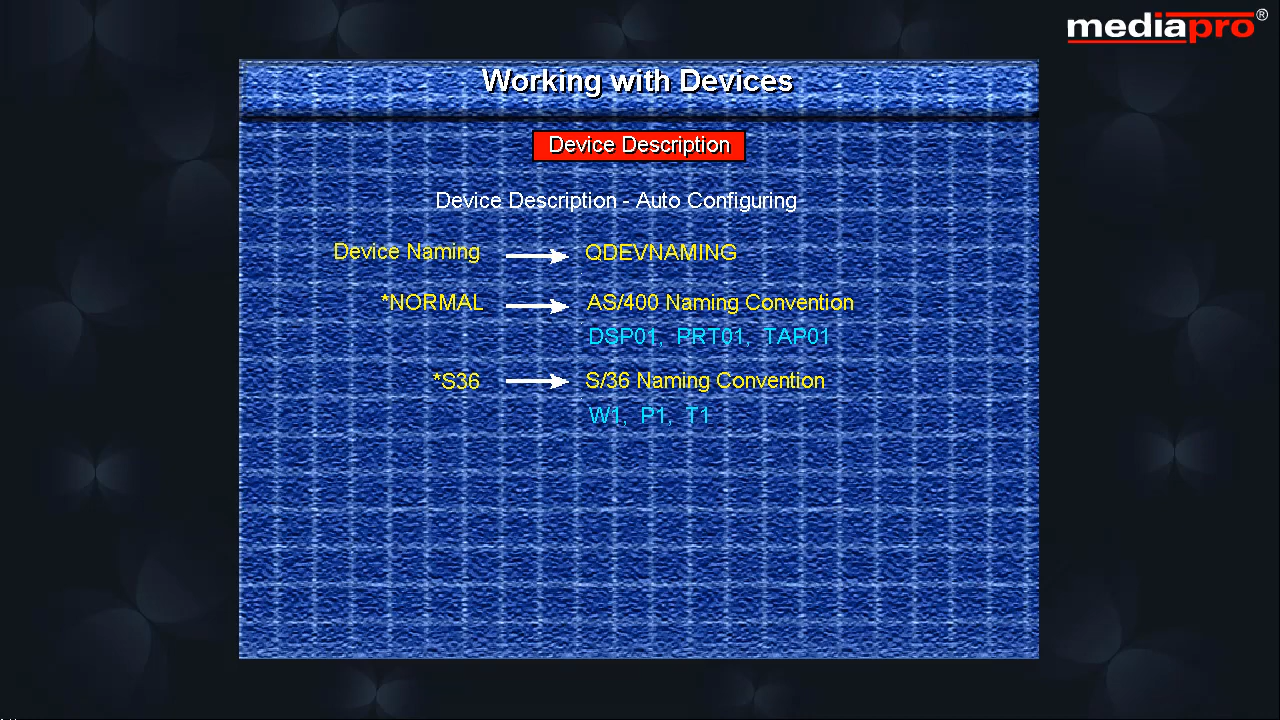 mediapro®
Working with Devices
Device Description
Device Description - Auto Configuring
Device Naming QDEVNAMING
*NORMAL AS/400 Naming Convention
DSP01, PRT01, TAP01
*S36 S/36 Naming Convention
W1, P1, T1